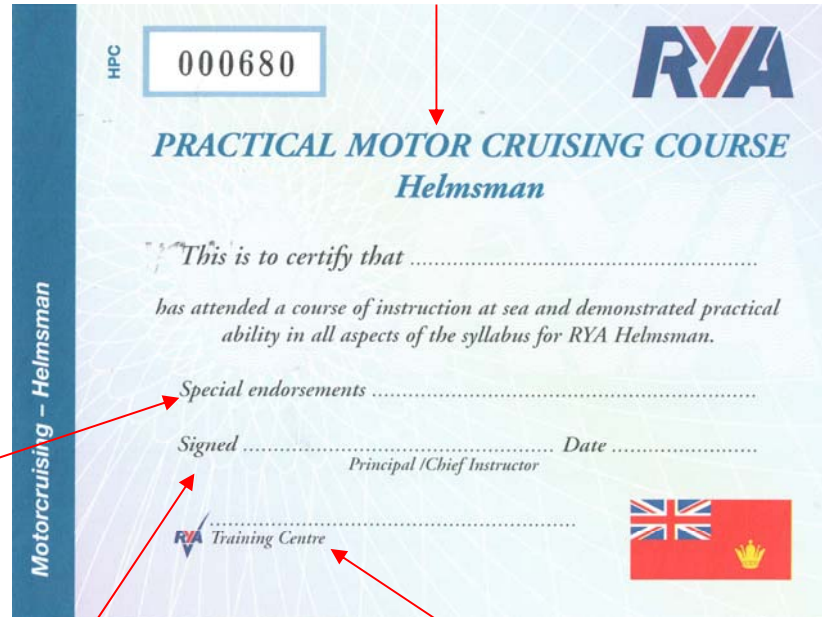 HPC
000680
RYA
PRACTICAL MOTOR CRUISING COURSE
Helmsman
This is to certify that ......................................................
has attended a course of instruction at sea and demonstrated practical
ability in all aspects of the syllabus for RYA Helmsman.
Special endorsements ............................................................
Signed ................................................ Date .......................
Principal /Chief Instructor
............................................................
RYA Training Centre
Motorcruising – Helmsman